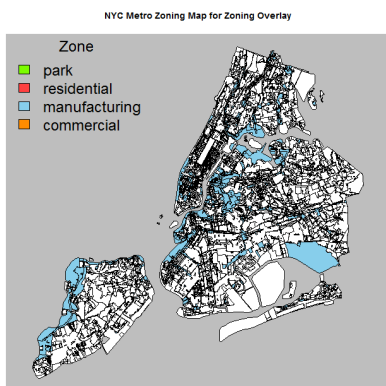 NYC Metro Zoning Map for Zoning Overlay
Zone
park
residential
manufacturing
commercial